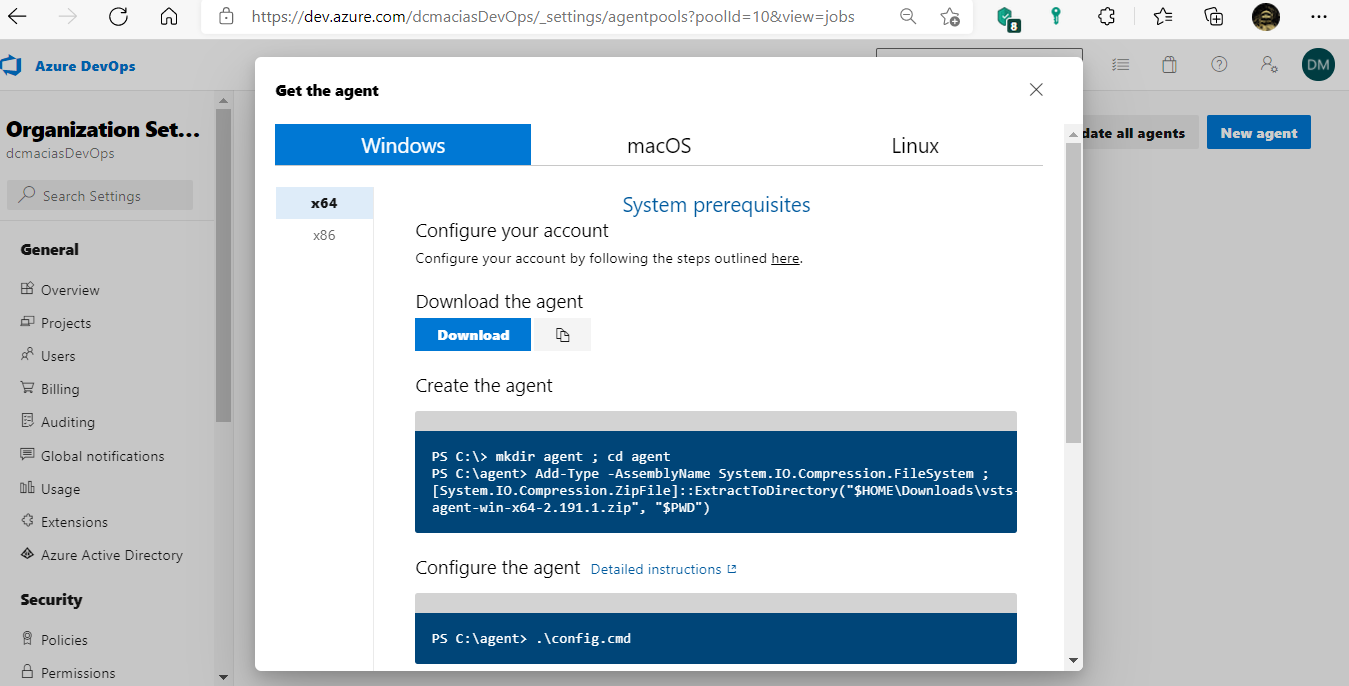 https://dev.azure.com/dcmaciasDevOps/_settings/agentpools?poolId=10&view=jobs
8
Azure DevOps
DM
Organization Set...
dcmaciasDevOps
Search Settings
General
Overview
Projects
Users
Billing
Auditing
Global notifications
Usage
Extensions
Azure Active Directory
Security
Policies
Permissions
Get the agent
date all agents
New agent
Windows
macOS
Linux
x64
x86
System prerequisites
Configure your account
Configure your account by following the steps outlined here.
Download the agent
Download
Create the agent
PS C:\> mkdir agent ; cd agent
PS C:\agent> Add-Type -AssemblyName System.IO.Compression.FileSystem ;
[System.IO.Compression.ZipFile]::ExtractToDirectory("$HOME\Downloads\vsts-
agent-win-x64-2.191.1.zip", "$PWD")
Configure the agent Detailed instructions
PS C:\agent> .\config.cmd